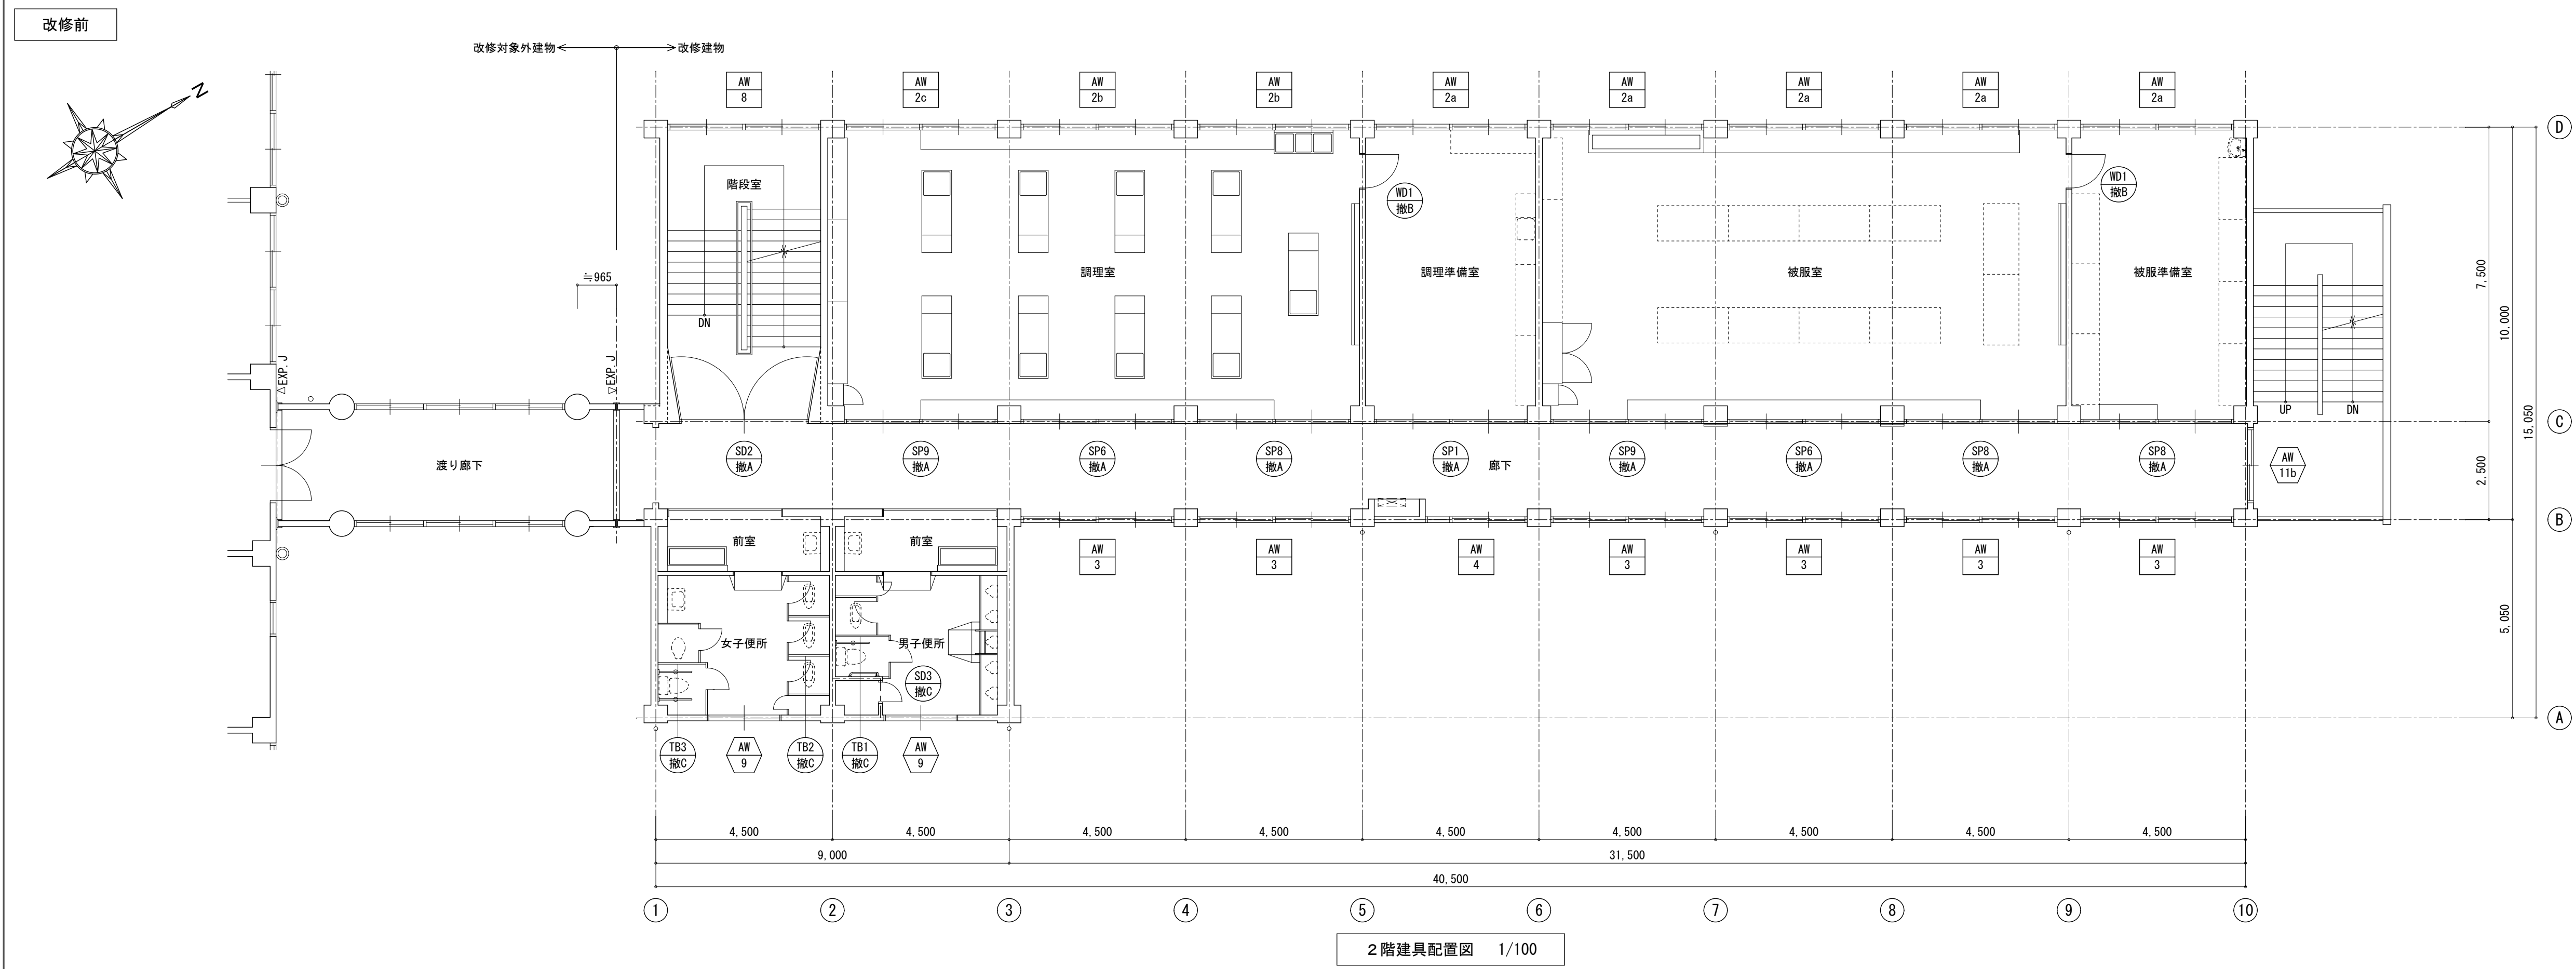 改修前
改修対象外建物
改修建物
N
AW
8
AW
2c
AW
2b
AW
2b
AW
2a
AW
2a
AW
2a
AW
2a
AW
2a
D
階段室
WD1
撤B
WD1
撤B
≒965
調理室
調理準備室
被服室
被服準備室
7,500
10,000
15,050
DN
EXP.J
EXP.J
UP
DN
C
渡り廊下
SD2
撤A
SP9
撤A
SP6
撤A
SP8
撤A
SP1
撤A
廊下
SP9
撤A
SP6
撤A
SP8
撤A
SP8
撤A
AW
11b
2,500
B
前室
前室
AW
3
AW
3
AW
4
AW
3
AW
3
AW
3
AW
3
5,050
女子便所
男子便所
SD3
撤C
A
TB3
撤C
AW
9
TB2
撤C
TB1
撤C
AW
9
4,500
4,500
4,500
4,500
4,500
4,500
4,500
4,500
4,500
9,000
31,500
40,500
1
2
3
4
5
6
7
8
9
10
2階建具配置図 1/100